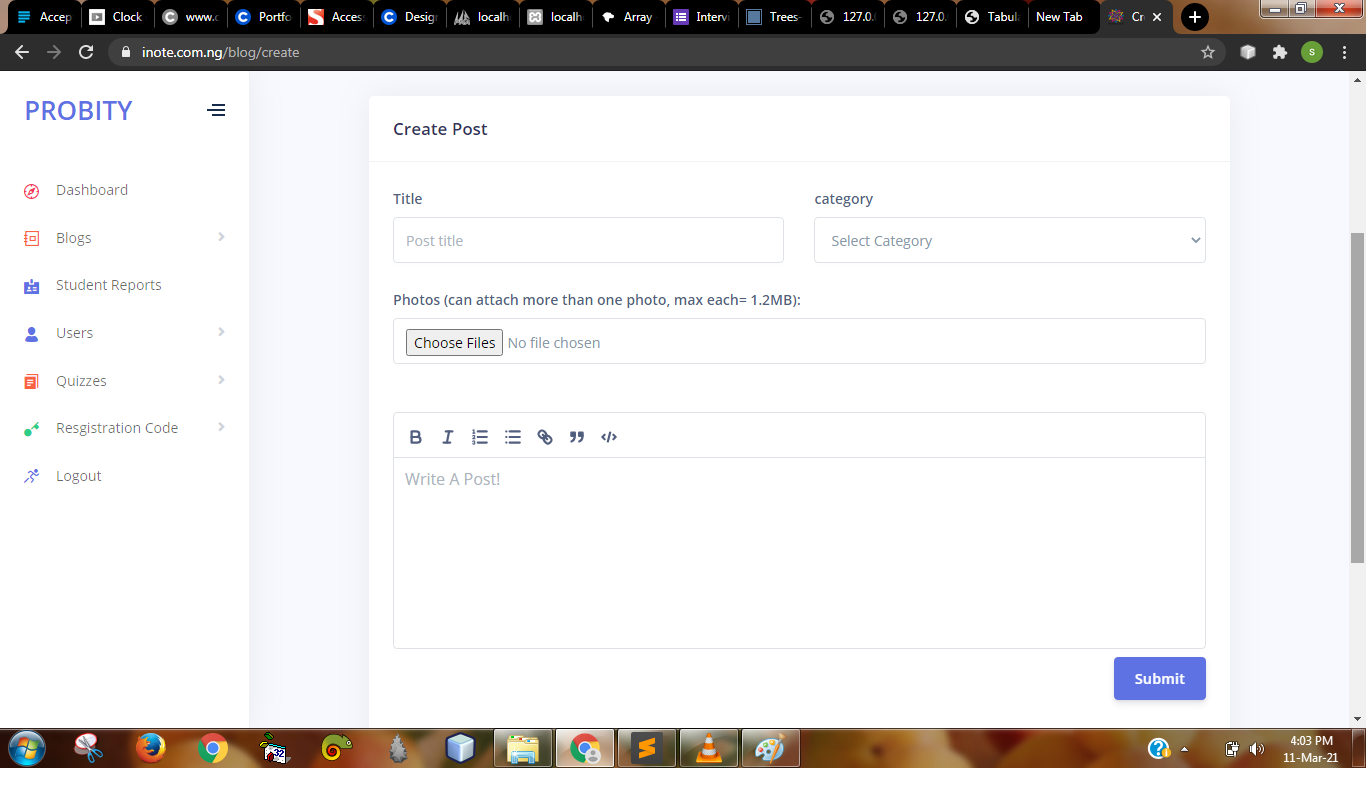 Accep Clock www.c Portfo Acces Design localh localh Array Intervi Trees- 127.0. 127.0. Tabula New Tab Cr
inote.com.ng/blog/create
S
PROBITY
Dashboard
Blogs
Student Reports
Users
Quizzes
Resgistration Code
Logout
Create Post
Title
category
Post title
Select Category
Photos (can attach more than one photo, max each= 1.2MB):
Choose Files No file chosen
Write A Post!
Submit
4:03 PM
11-Mar-21